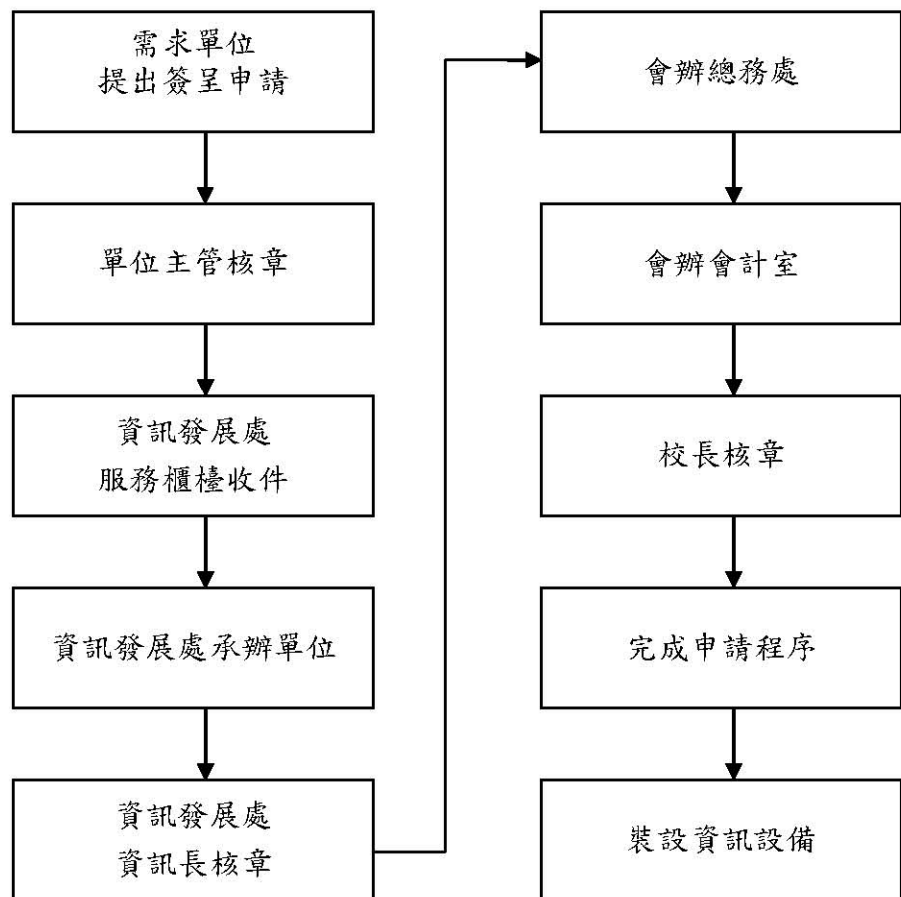 需求單位
提出簽呈申請
單位主管核章
資訊發展處
服務櫃檯收件
資訊發展處承辦單位
資訊發展處
資訊長核章
會辦總務處
會辦會計室
校長核章
完成申請程序
裝設資訊設備